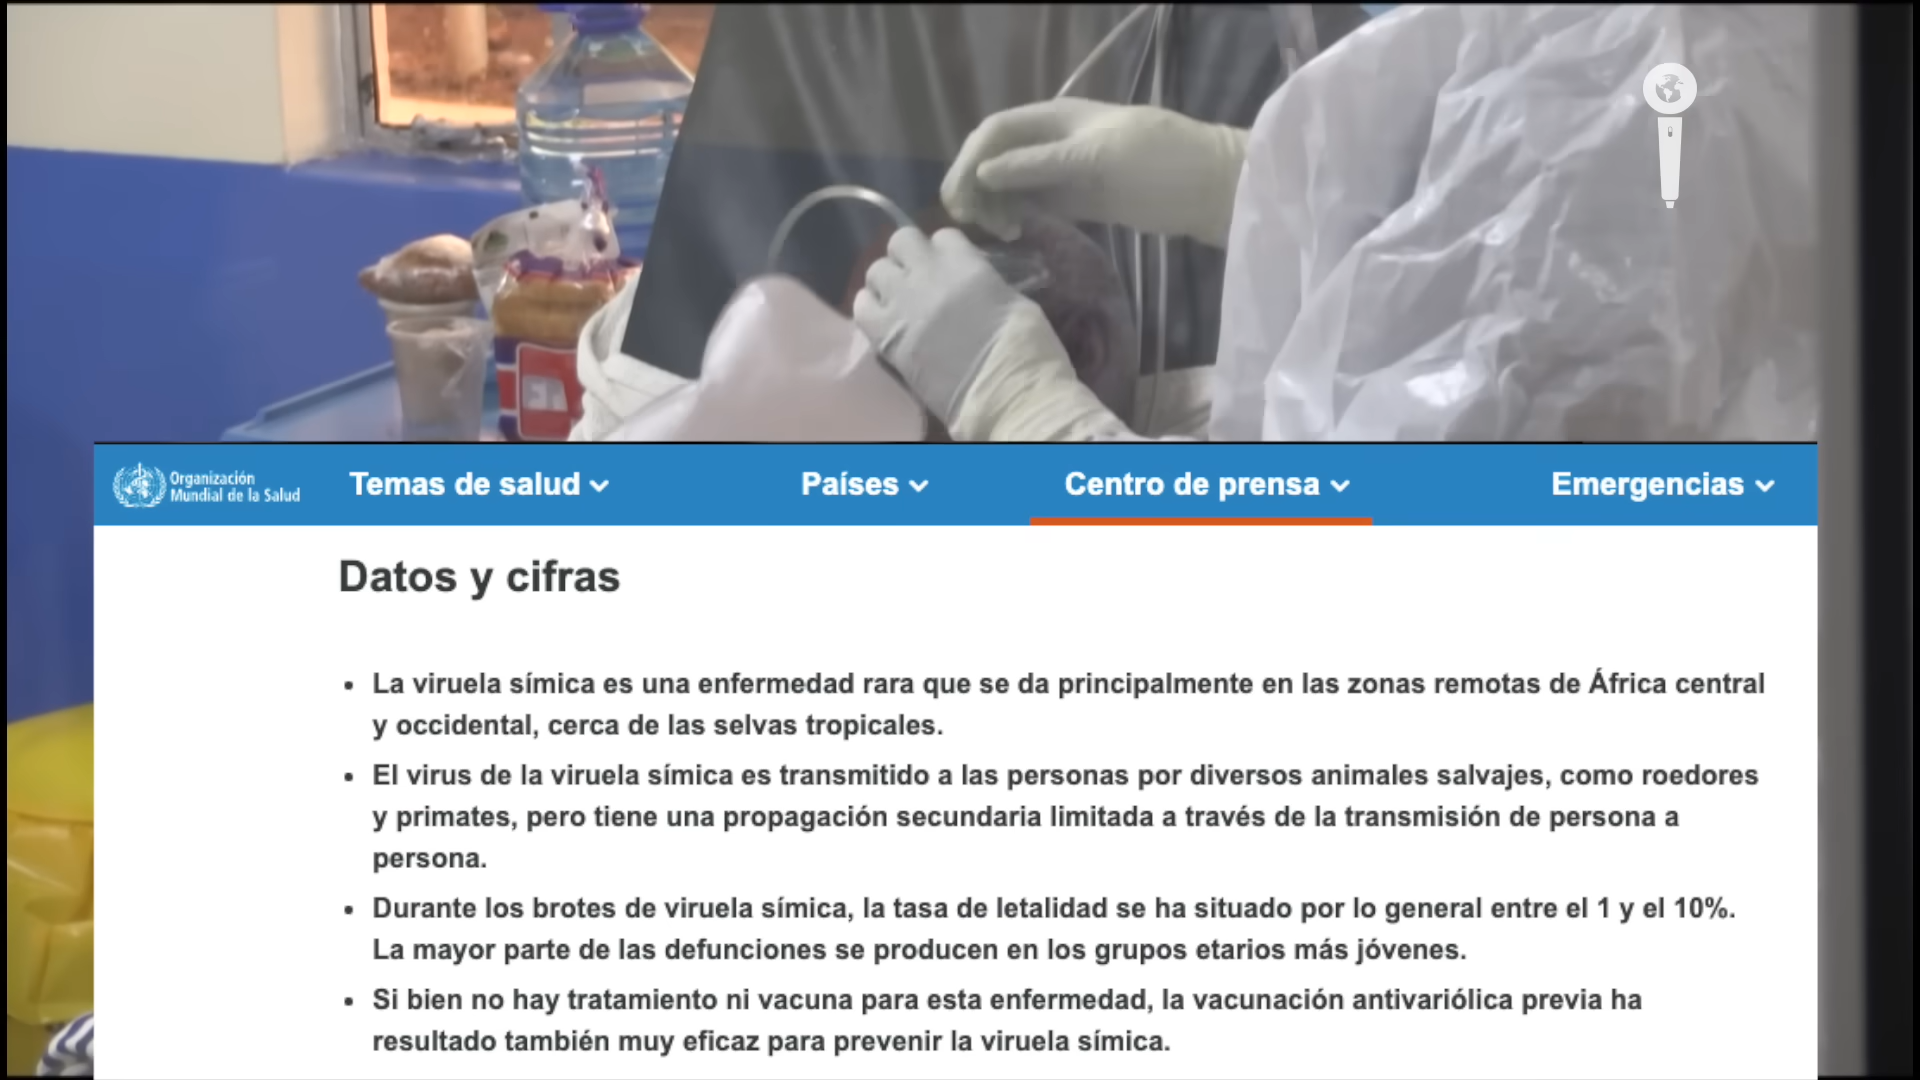 Organización
Mundial de la Salud
Temas de salud
Países
Centro de prensa
Emergencias
Datos y cifras
La viruela símica es una enfermedad rara que se da principalmente en las zonas remotas de África central
y occidental, cerca de las selvas tropicales.
El virus de la viruela símica es transmitido a las personas por diversos animales salvajes, como roedores
y primates, pero tiene una propagación secundaria limitada a través de la transmisión de persona a
persona.
Durante los brotes de viruela símica, la tasa de letalidad se ha situado por lo general entre el 1 y el 10%.
La mayor parte de las defunciones se producen en los grupos etarios más jóvenes.
Si bien no hay tratamiento ni vacuna para esta enfermedad, la vacunación antivariólica previa ha
resultado también muy eficaz para prevenir la viruela símica.